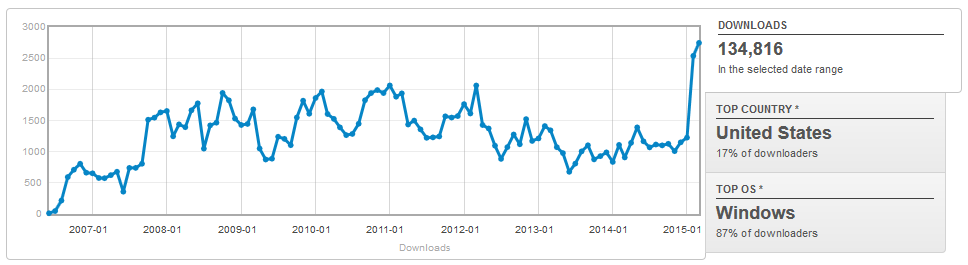 3000
2500
2000
1500
1000
500
0
2007-01 2008-01 2009-01 2010-01 2011-01 2012-01 2013-01 2014-01 2015-01
Downloads
DOWNLOADS
134,816
In the selected date range
TOP COUNTRY *
United States
17% of downloaders
TOP OS *
Windows
87% of downloaders